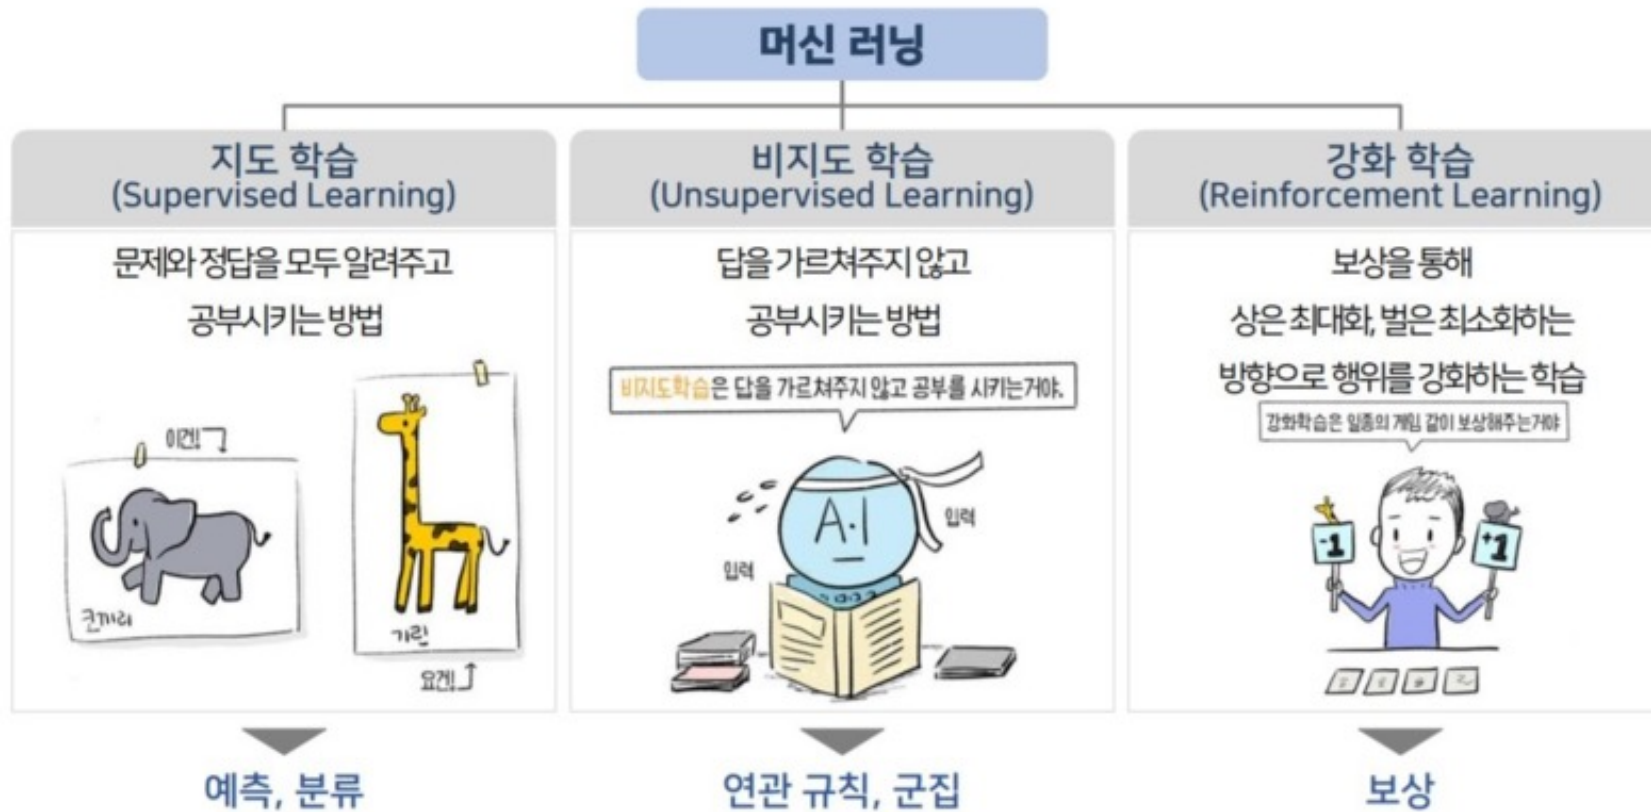 머신 러닝
지도 학습
(Supervised Learning)
문제와 정답을 모두 알려주고
공부시키는 방법
이건!
코끼리
기린
요건!
예측, 분류
비지도 학습
(Unsupervised Learning)
답을 가르쳐주지 않고
공부시키는 방법
비지도학습은 답을 가르쳐주지 않고 공부를 시키는거야.
A.I
입력
입력
연관 규칙, 군집
강화 학습
(Reinforcement Learning)
보상을 통해
상은 최대화, 벌은 최소화하는
방향으로 행위를 강화하는 학습
강화학습은 일종의 게임 같이 보상해주는거야
-1
+1
보상